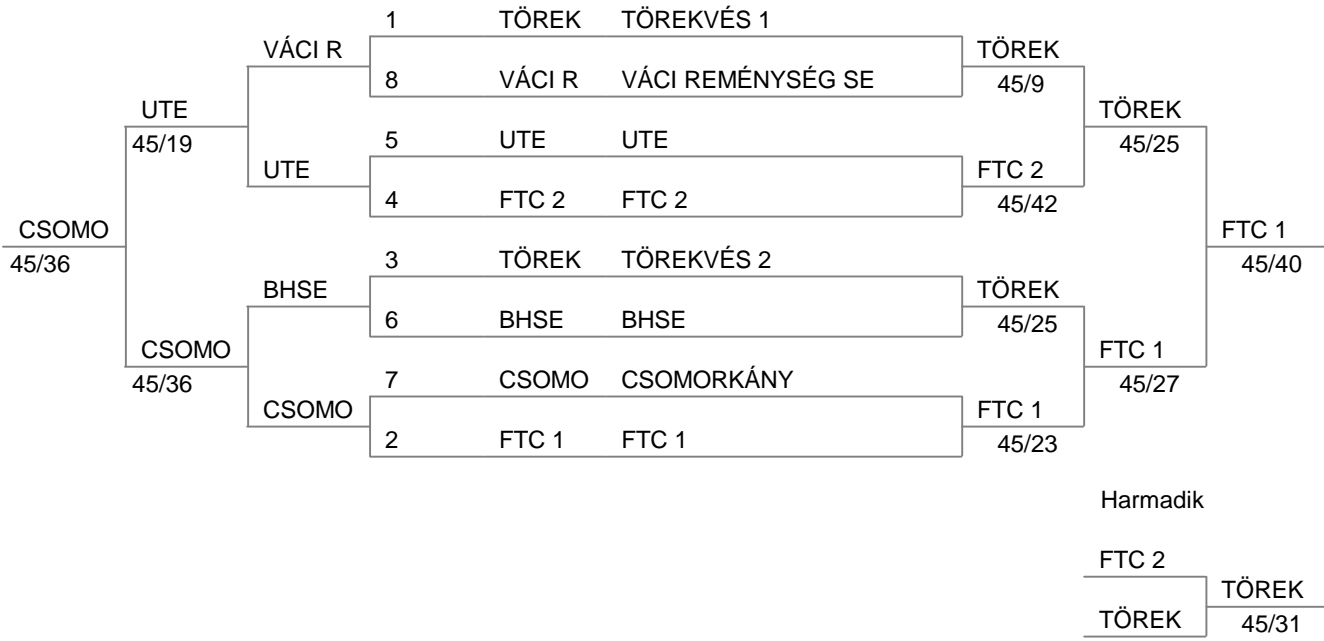 1 TÖREK TÖREKVÉS 1
VÁCI R TÖREK
8 VÁCI R VÁCI REMÉNYSÉG SE 45/9
UTE TÖREK
45/19 5 UTE UTE 45/25
UTE FTC 2
4 FTC 2 FTC 2 45/42
CSOMO FTC 1
45/36 3 TÖREK TÖREKVÉS 2 45/40
BHSE TÖREK
6 BHSE BHSE 45/25
CSOMO FTC 1
45/36 7 CSOMO CSOMORKÁNY 45/27
CSOMO FTC 1
2 FTC 1 FTC 1 45/23
Harmadik
FTC 2
TÖREK
TÖREK 45/31